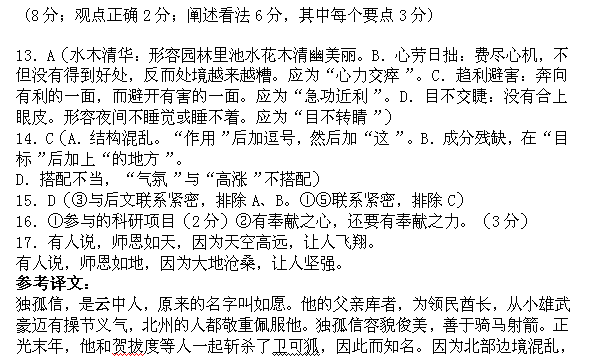 （8分；观点正确2分；阐述看法6分，其中每个要点3分）
13．A（水木清华：形容园林里池水花木清幽美丽。B．心劳日拙：费尽心机，不
但没有得到好处，反而处境越来越糟。应为“心力交瘁”。C．趋利避害：奔向
有利的一面，而避开有害的一面。应为“急功近利”。D．目不交睫：没有合上
眼皮。形容夜间不睡觉或睡不着。应为“目不转睛”）
14．C（A．结构混乱。“作用”后加逗号，然后加“这”。B．成分残缺，在“目
标”后加上“的地方”。
D．搭配不当，“气氛”与“高涨”不搭配）
15．D（③与后文联系紧密，排除A、B。①⑤联系紧密，排除C）
16．①参与的科研项目（2分）②有奉献之心，还要有奉献之力。（3分）
17．有人说，师恩如天，因为天空高远，让人飞翔。
有人说，师恩如地，因为大地沧桑，让人坚强。
参考译文：
独孤信，是云中人，原来的名字叫如愿。他的父亲库者，为领民酋长，从小雄武
豪迈有操节义气，北州的人都敬重佩服他。独孤信容貌俊美，善于骑马射箭。正
光末年，他和贺拔度等人一起斩杀了卫可狐，因此而知名。因为北部边境混乱，